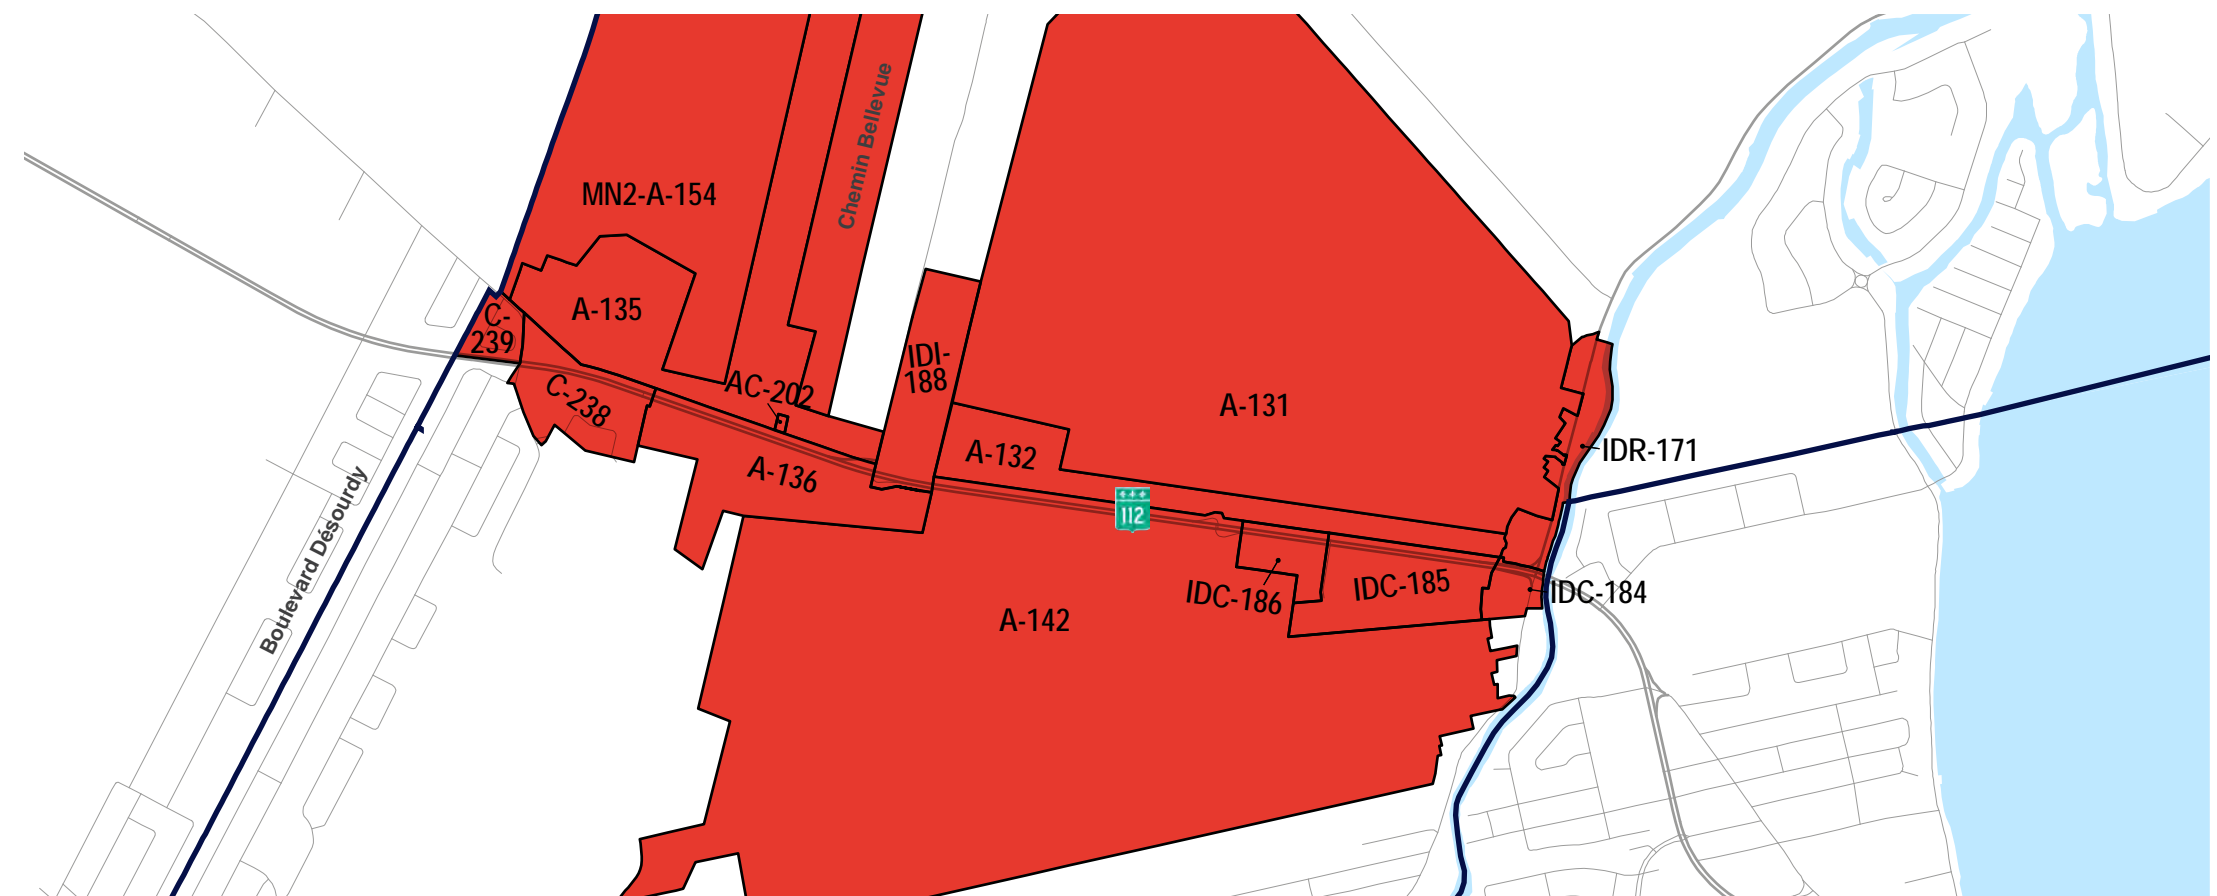 Chemin Bellevue
MN2-A-154
A-135
C-
239
C-238
AC-202
IDI-
188
A-131
A-132
IDR-171
A-136
112
IDC-186
IDC-185
IDC-184
A-142
Boulevard Désourdy